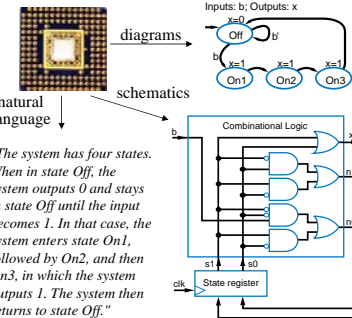 Inputs: b; Outputs: x
x=0
Off
b'
b
x=1 x=1 x=1
On1 On2 On3
diagrams
schematics
natural
language
"The system has four states.
When in state Off, the
system outputs 0 and stays
in state Off until the input
becomes 1. In that case, the
system enters state On1,
followed by On2, and then
On3, in which the system
outputs 1. The system then
returns to state Off."
Combinational Logic
b
x
n
n
s1 s0
clk
State register